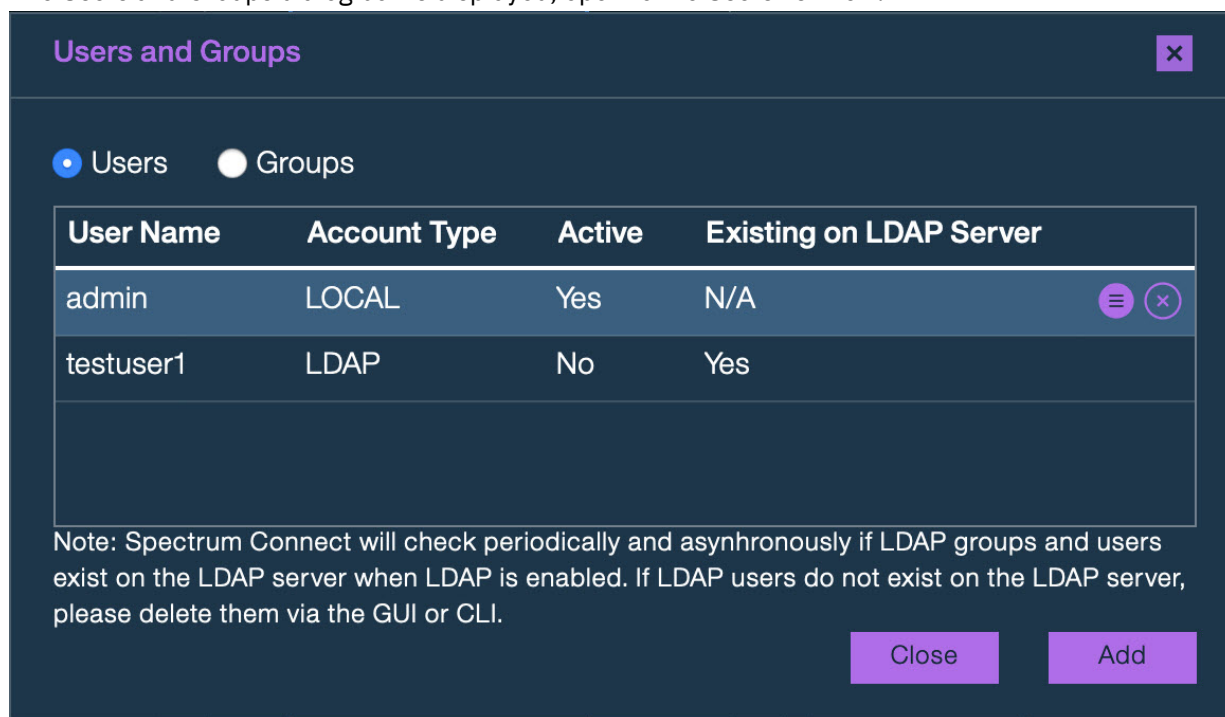 Users and Groups
Users Groups
User Name Account Type Active Existing on LDAP Server
admin LOCAL Yes N/A
testuser1 LDAP No Yes
Note: Spectrum Connect will check periodically and asynhronously if LDAP groups and users
exist on the LDAP server when LDAP is enabled. If LDAP users do not exist on the LDAP server,
please delete them via the GUI or CLI.
Close Add